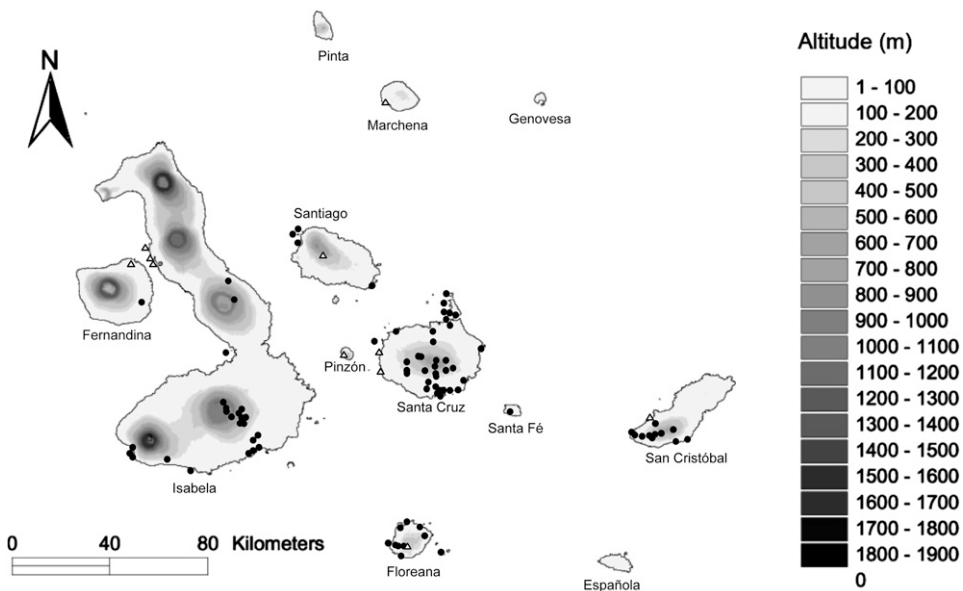 Pinta
Altitude (m)
N
1 - 100
100 - 200
200 - 300
300 - 400
400 - 500
500 - 600
600 - 700
700 - 800
800 - 900
900 - 1000
1000 - 1100
1100 - 1200
1200 - 1300
1300 - 1400
1400 - 1500
1500 - 1600
1600 - 1700
1700 - 1800
1800 - 1900
0
Marchena
Genovesa
Santiago
Fernandina
Pinzón
Santa Cruz
Santa Fé
San Cristóbal
Isabela
0 40 80 Kilometers
Floreana
Española